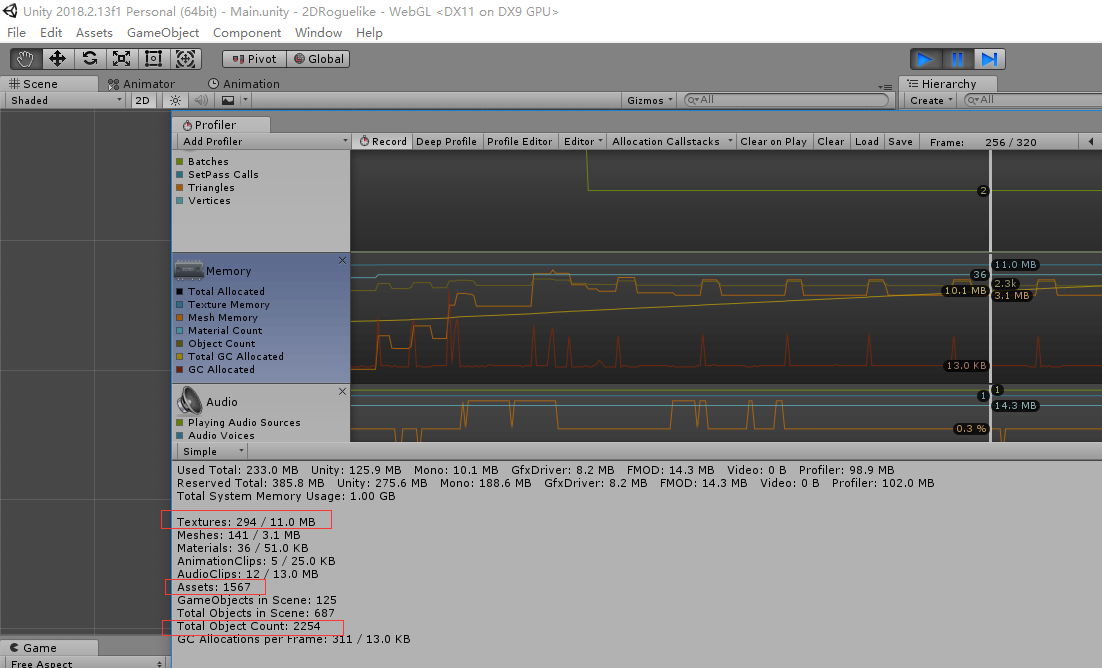 Unity 2018.2.13f1 Personal (64bit) - Main.unity - 2DRoguelike - WebGL <DX11 on DX9 GPU>
File Edit Assets GameObject Component Window Help
Pivot Global
Scene Animator Animation Hierarchy
Shaded 2D Gizmos All Create All
Profiler
Add Profiler Record Deep Profile Profile Editor Editor Allocation Callstacks Clear on Play Clear Load Save Frame: 256 / 320
Batches
SetPass Calls
Triangles
Vertices
2
Memory
Total Allocated
Texture Memory
Mesh Memory
Material Count
Object Count
Total GC Allocated
GC Allocated
11.0 MB
36
2.3k
10.1 MB
3.1 MB
13.0 KB
Audio
Playing Audio Sources
Audio Voices
1
1
14.3 MB
0.3 %
Simple
Used Total: 233.0 MB Unity: 125.9 MB Mono: 10.1 MB GfxDriver: 8.2 MB FMOD: 14.3 MB Video: 0 B Profiler: 98.9 MB
Reserved Total: 385.8 MB Unity: 275.6 MB Mono: 188.6 MB GfxDriver: 8.2 MB FMOD: 14.3 MB Video: 0 B Profiler: 102.0 MB
Total System Memory Usage: 1.00 GB
Textures: 294 / 11.0 MB
Meshes: 141 / 3.1 MB
Materials: 36 / 51.0 KB
AnimationClips: 5 / 25.0 KB
AudioClips: 12 / 13.0 MB
Assets: 1567
GameObjects in Scene: 125
Total Objects in Scene: 687
Total Object Count: 2254
GC Allocations per Frame: 311 / 13.0 KB
Game
Free Aspect